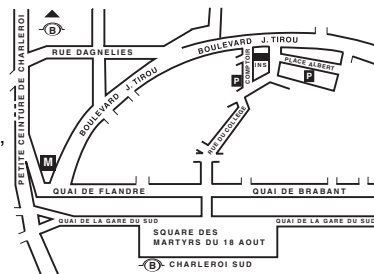 B
RUE DAGNELIES
BOULEVARD J. TIROU
COMPTOIR
INS
PLACE ALBERT
P
P
PETITE CEINTURE DE CHARLEROI
BOULEVARD J. TIROU
RUE DU COLLEGE
M
QUAI DE FLANDRE
QUAI DE BRABANT
QUAI DE LA GARE DU SUD
QUAI DE LA GARE DU SUD
SQUARE DES
MARTYRS DU 18 AOUT
B CHARLEROI SUD